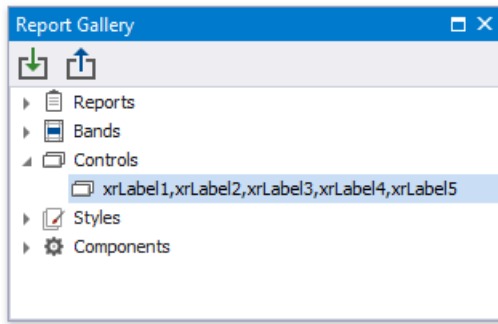 Report Gallery
Reports
Bands
Controls
xrLabel1,xrLabel2,xrLabel3,xrLabel4,xrLabel5
Styles
Components